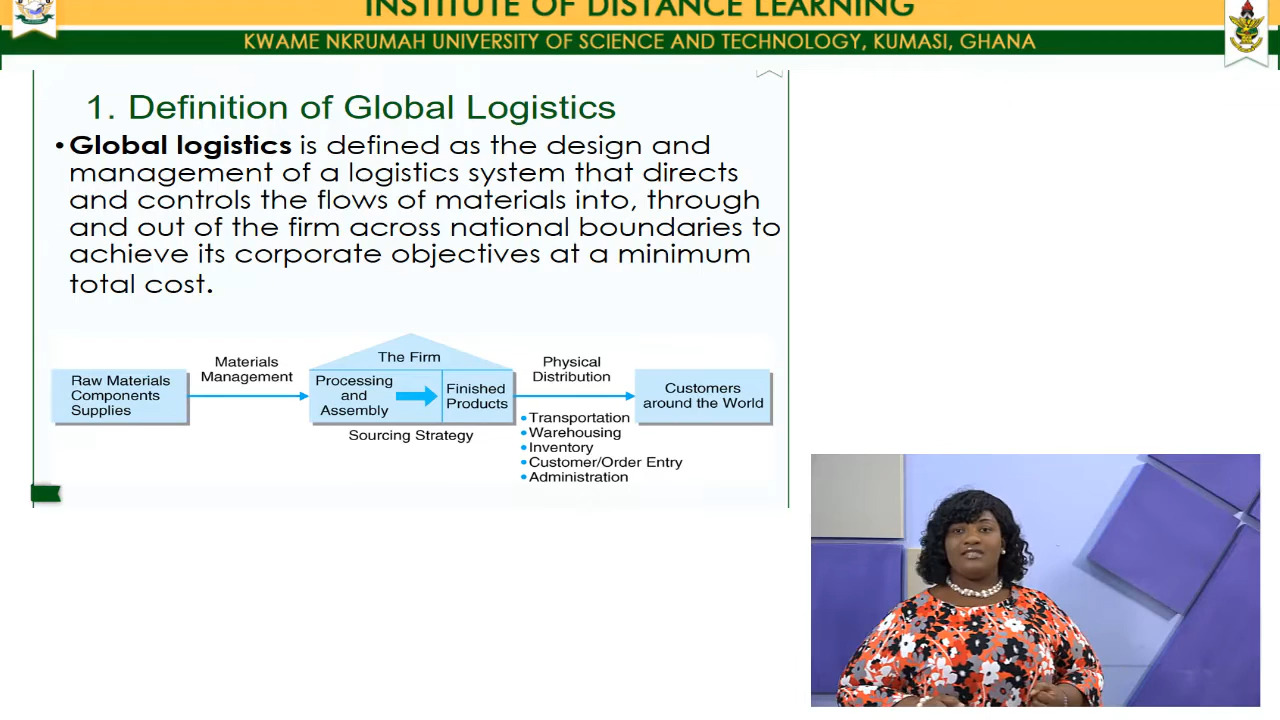 INSTITUTE OF DISTANCE LEARNING
KWAME NKRUMAH UNIVERSITY OF SCIENCE AND TECHNOLOGY, KUMASI, GHANA
1. Definition of Global Logistics
• Global logistics is defined as the design and
management of a logistics system that directs
and controls the flows of materials into, through
and out of the firm across national boundaries to
achieve its corporate objectives at a minimum
total cost.
Raw Materials
Components
Supplies
Materials
Management
The Firm
Processing
and
Assembly
Finished
Products
Sourcing Strategy
Physical
Distribution
• Transportation
• Warehousing
• Inventory
• Customer/Order Entry
• Administration
Customers
around the World